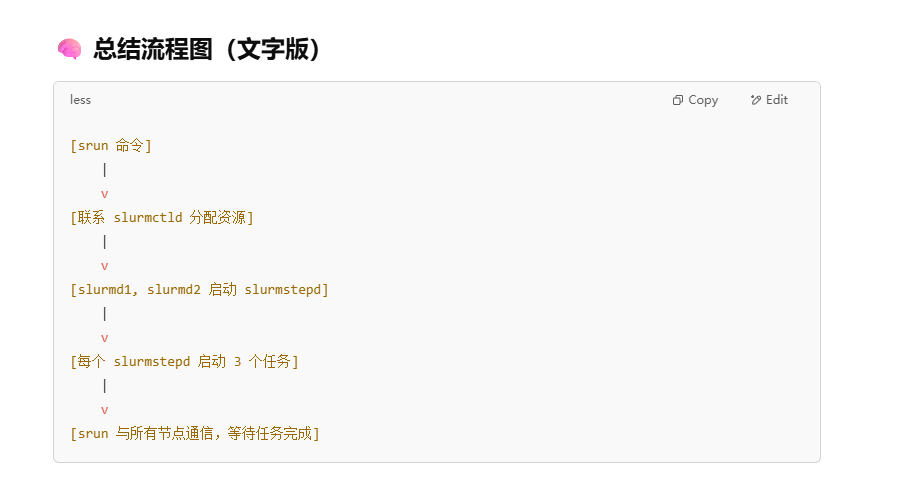 🧠 总结流程图（文字版）
less Copy Edit
[srun 命令]
|
v
[联系 slurmctld 分配资源]
|
v
[slurmd1, slurmd2 启动 slurmstepd]
|
v
[每个 slurmstepd 启动 3 个任务]
|
v
[srun 与所有节点通信，等待任务完成]